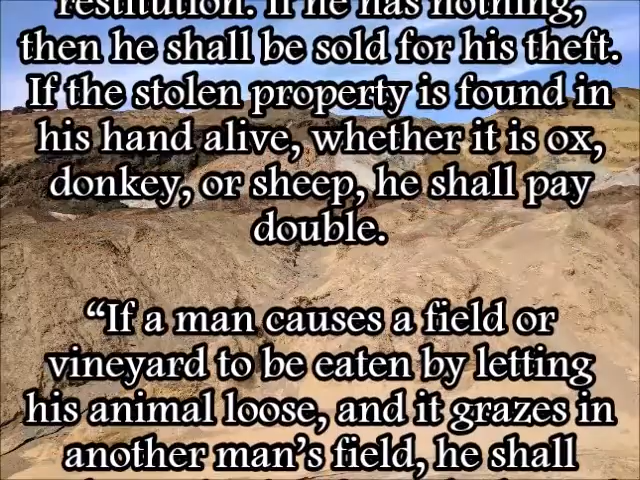 restitution. If he has nothing,
then he shall be sold for his theft.
If the stolen property is found in
his hand alive, whether it is ox,
donkey, or sheep, he shall pay
double.
“If a man causes a field or
vineyard to be eaten by letting
his animal loose, and it grazes in
another man’s field, he shall